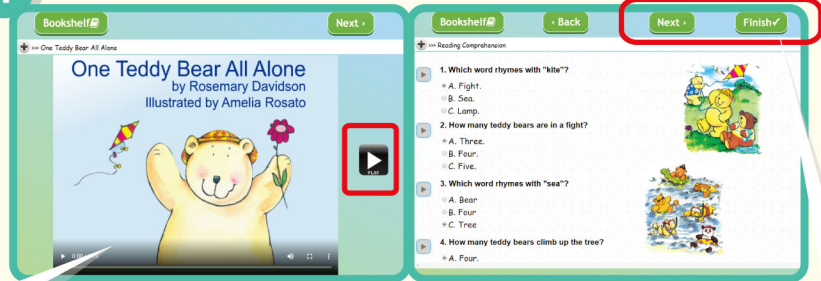 Bookshelf
Next ›
››› One Teddy Bear All Alone
One Teddy Bear All Alone
by Rosemary Davidson
Illustrated by Amelia Rosato
PLAY
Bookshelf
‹ Back
Next ›
Finish✓
››› Reading Comprehension
1. Which word rhymes with "kite"?
A. Fight.
B. Sea.
C. Lamp.
2. How many teddy bears are in a fight?
A. Three.
B. Four.
C. Five.
3. Which word rhymes with "sea"?
A. Bear
B. Four
C. Tree
4. How many teddy bears climb up the tree?
A. Four.